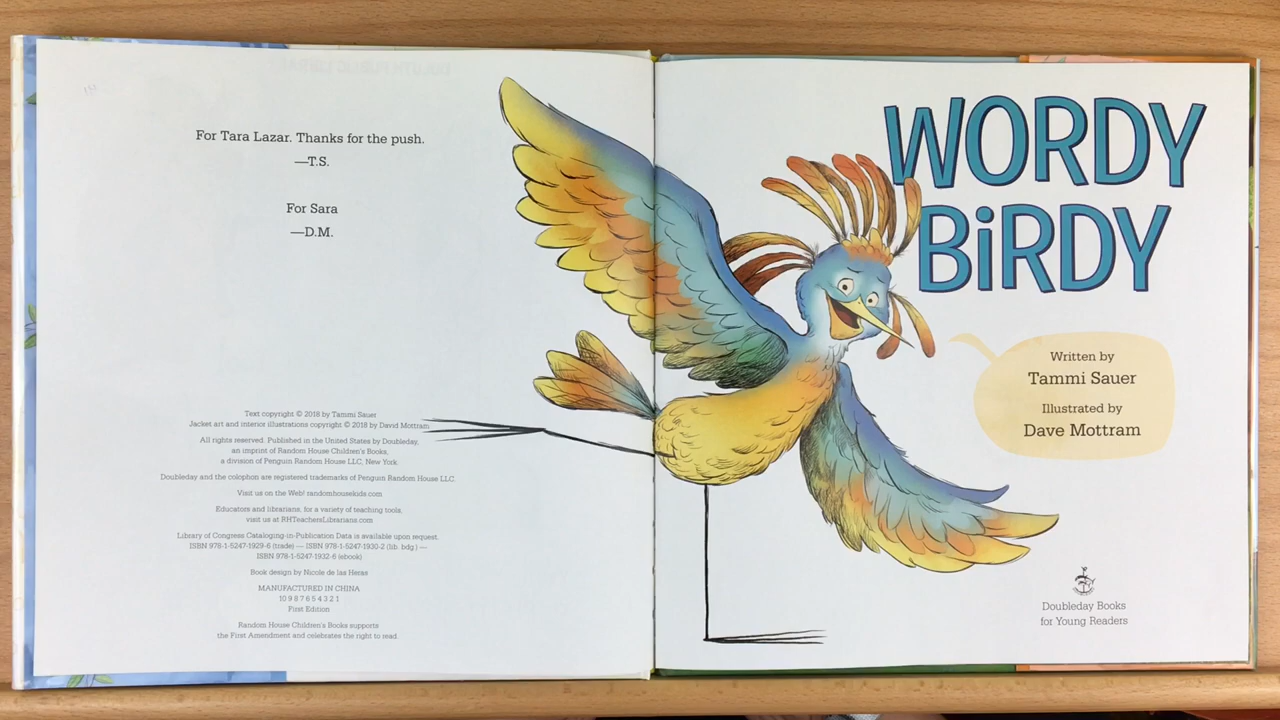 For Tara Lazar. Thanks for the push.
—T.S.
For Sara
—D.M.
Text copyright © 2018 by Tammi Sauer
Jacket art and interior illustrations copyright © 2018 by David Mottram
All rights reserved. Published in the United States by Doubleday,
an imprint of Random House Children's Books,
a division of Penguin Random House LLC, New York.
Doubleday and the colophon are registered trademarks of Penguin Random House LLC.
Visit us on the Web! randomhousekids.com
Educators and librarians, for a variety of teaching tools,
visit us at RHTeachersLibrarians.com
Library of Congress Cataloging-in-Publication Data is available upon request.
ISBN 978-1-5247-1929-6 (trade) — ISBN 978-1-5247-1930-2 (lib. bdg.) —
ISBN 978-1-5247-1932-6 (ebook)
Book design by Nicole de las Heras
MANUFACTURED IN CHINA
10 9 8 7 6 5 4 3 2 1
First Edition
Random House Children's Books supports
the First Amendment and celebrates the right to read.
WORDY
BiRDY
Written by
Tammi Sauer
Illustrated by
Dave Mottram
Doubleday Books
for Young Readers